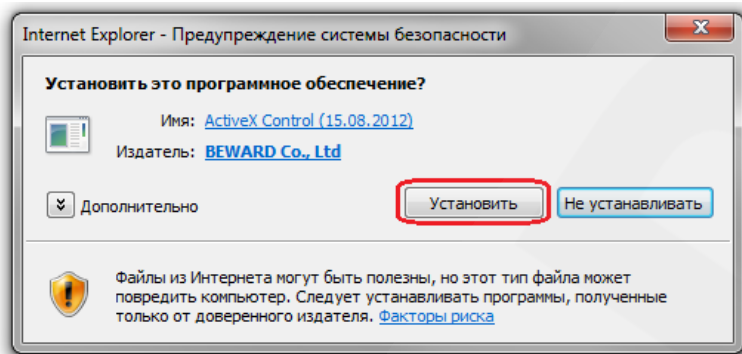 Internet Explorer - Предупреждение системы безопасности
Установить это программное обеспечение?
Имя: ActiveX Control (15.08.2012)
Издатель: BEWARD Co., Ltd
Дополнительно
Установить
Не устанавливать
Файлы из Интернета могут быть полезны, но этот тип файла может
повредить компьютер. Следует устанавливать программы, полученные
только от доверенного издателя. Факторы риска